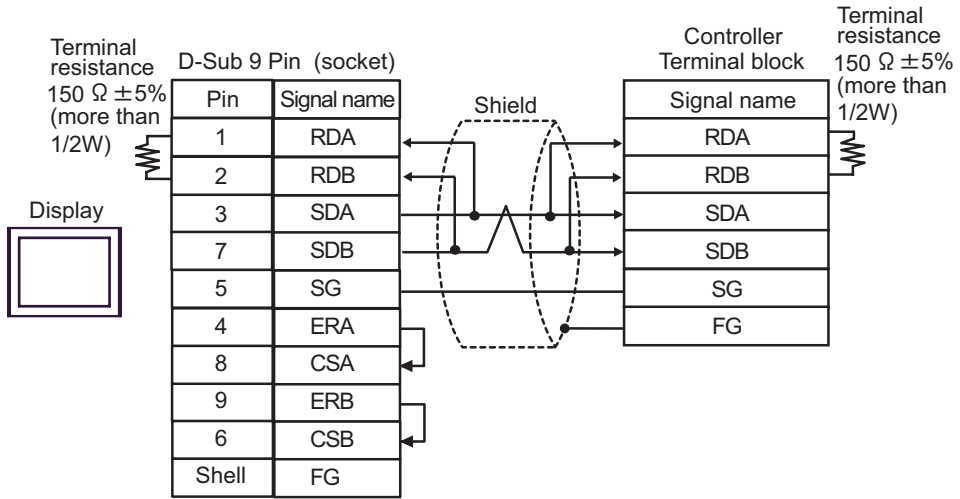 Terminal
resistance
150 Ω ±5%
(more than
1/2W)
Display
D-Sub 9 Pin (socket)
Pin Signal name
1 RDA
2 RDB
3 SDA
7 SDB
5 SG
4 ERA
8 CSA
9 ERB
6 CSB
Shell FG
Shield
Controller
Terminal block
Signal name
RDA
RDB
SDA
SDB
SG
FG
Terminal
resistance
150 Ω ±5%
(more than
1/2W)